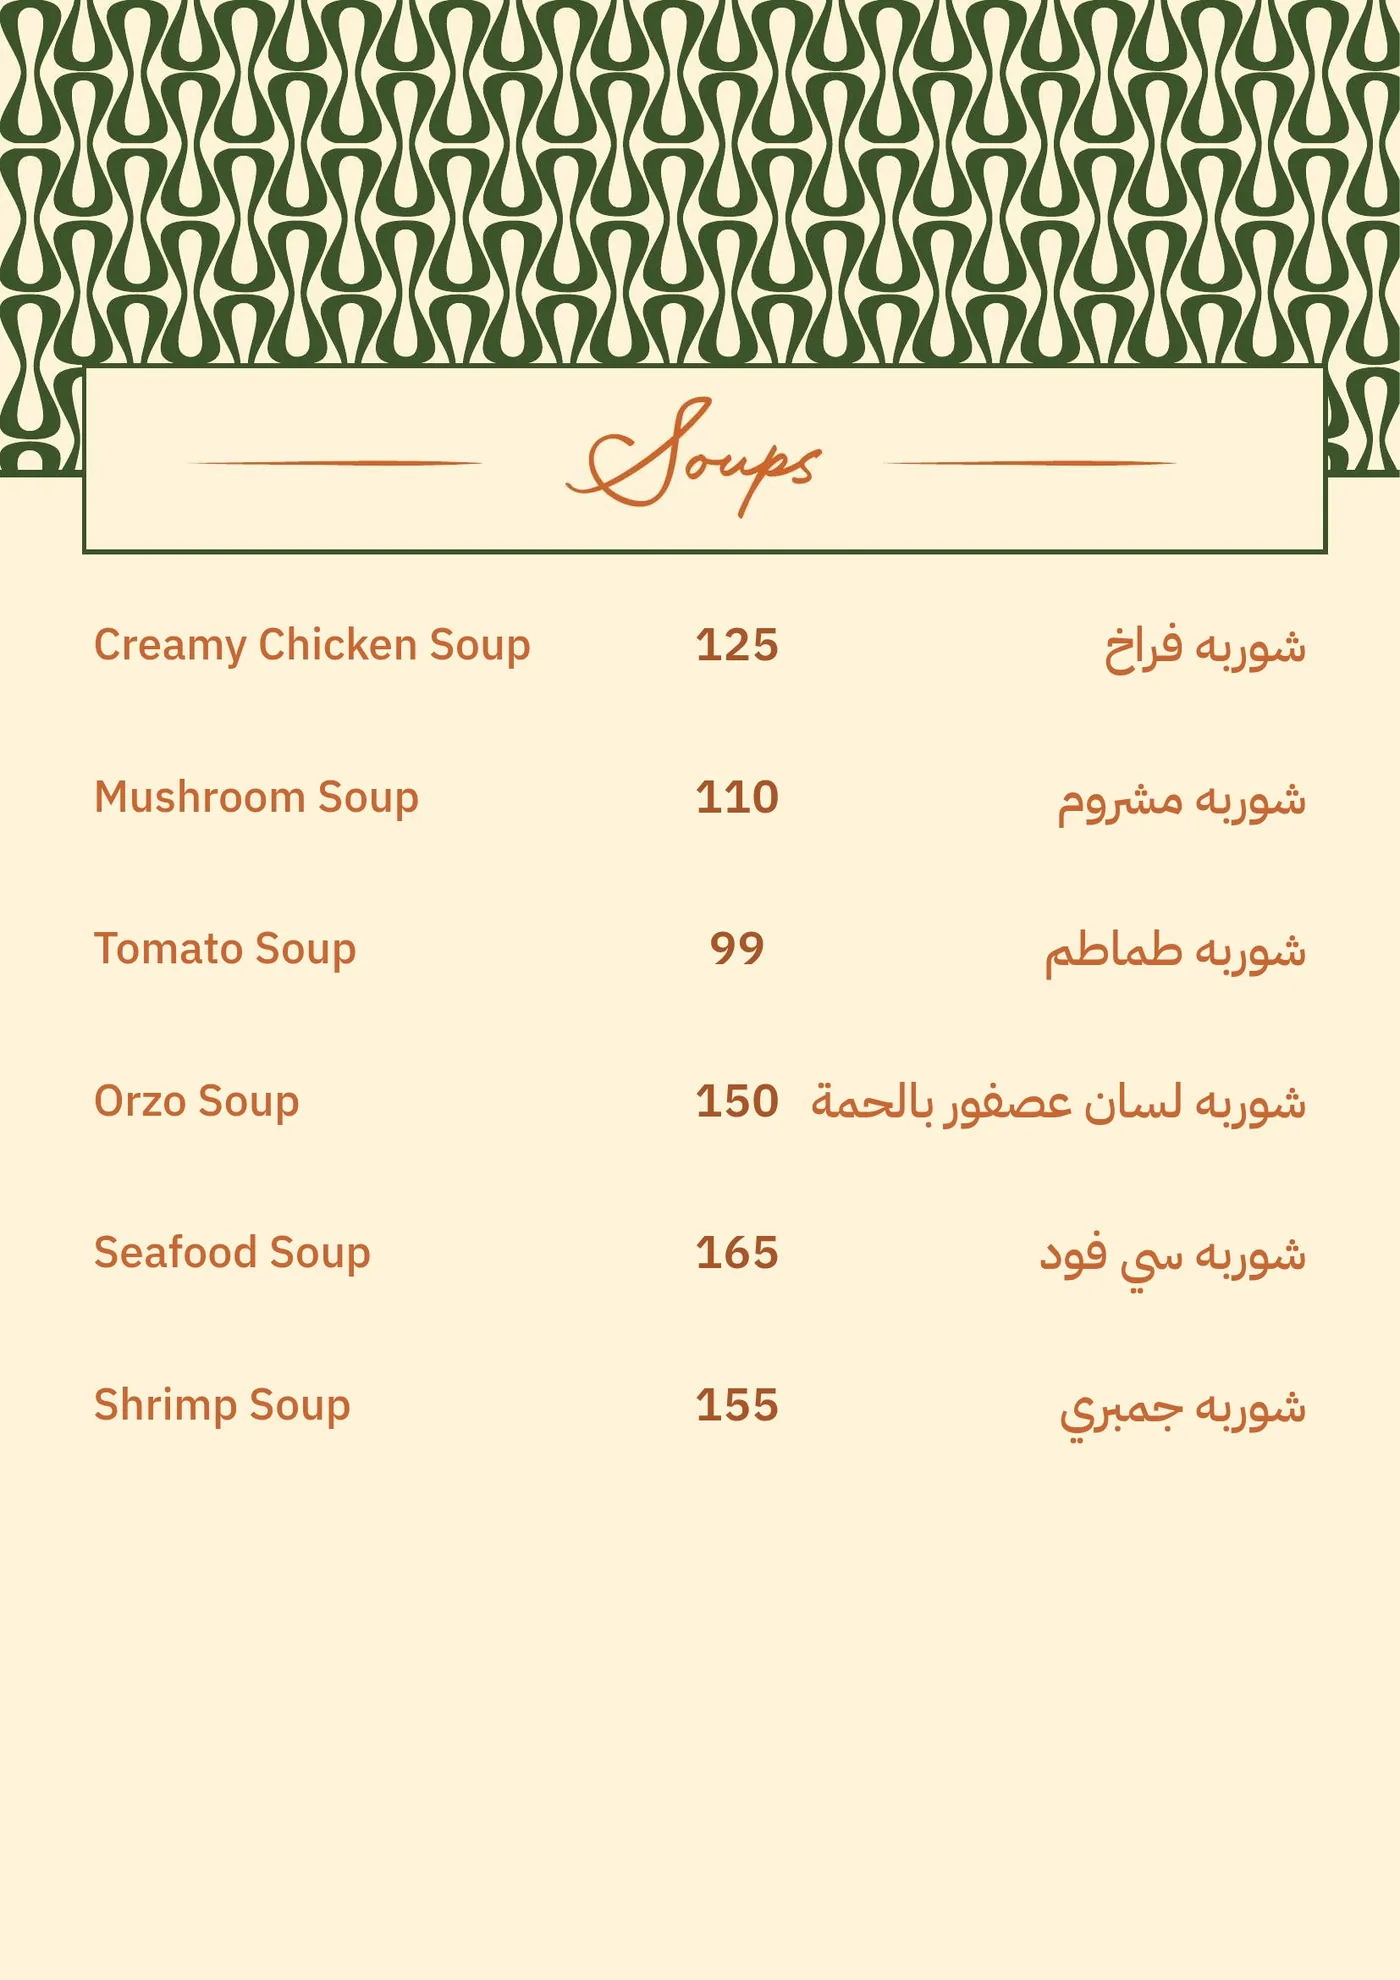 Soups
Creamy Chicken Soup 125 شوربه فراخ
Mushroom Soup 110 شوربه مشروم
Tomato Soup 99 شوربه طماطم
Orzo Soup 150 شوربه لسان عصفور بالحمة
Seafood Soup 165 شوربه سي فود
Shrimp Soup 155 شوربه جمبري